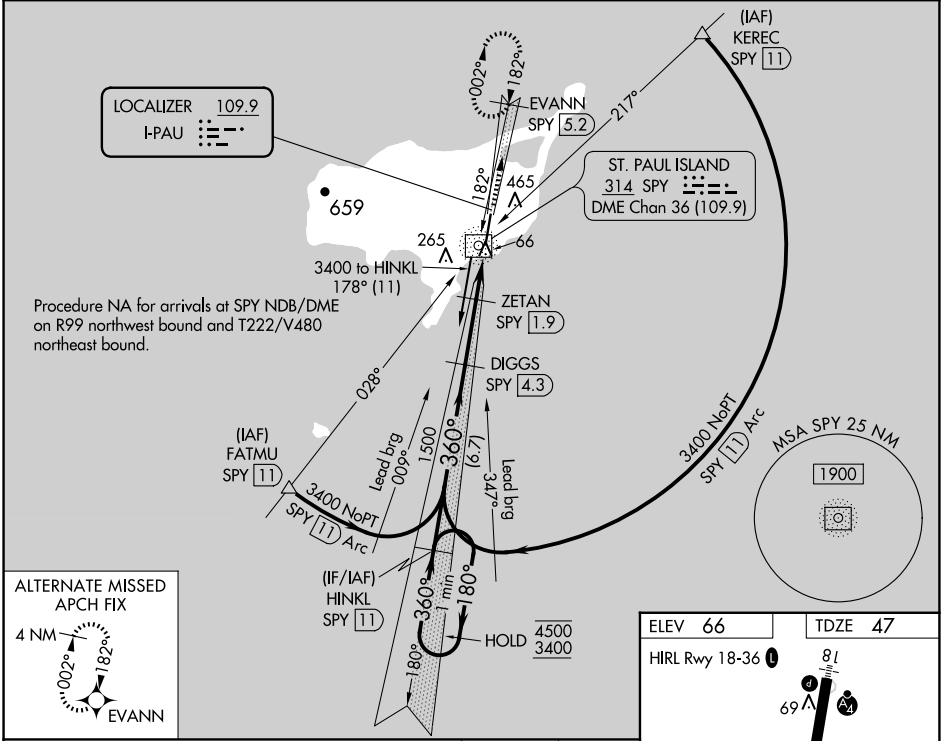 (IAF)
KEREC
SPY 11
002°
182°
EVANN
SPY 5.2
217°
LOCALIZER 109.9
I-PAU
182°
465
ST. PAUL ISLAND
314 SPY
DME Chan 36 (109.9)
659
265
66
3400 to HINKL
178° (11)
Procedure NA for arrivals at SPY NDB/DME
on R99 northwest bound and T222/V480
northeast bound.
ZETAN
SPY 1.9
DIGGS
SPY 4.3
028°
(IAF)
FATMU
SPY 11
Lead brg
009°
1500
360°
(6.7)
Lead brg
347°
3400 NoPT
SPY 11 Arc
3400 NoPT
SPY 11 Arc
MSA SPY 25 NM
1900
(IF/IAF)
HINKL
SPY 11
360°
1 min
180°
180°
HOLD 4500
3400
ALTERNATE MISSED
APCH FIX
4 NM
002°
182°
EVANN
ELEV 66
TDZE 47
HIRL Rwy 18-36 L
18
P
69
A4